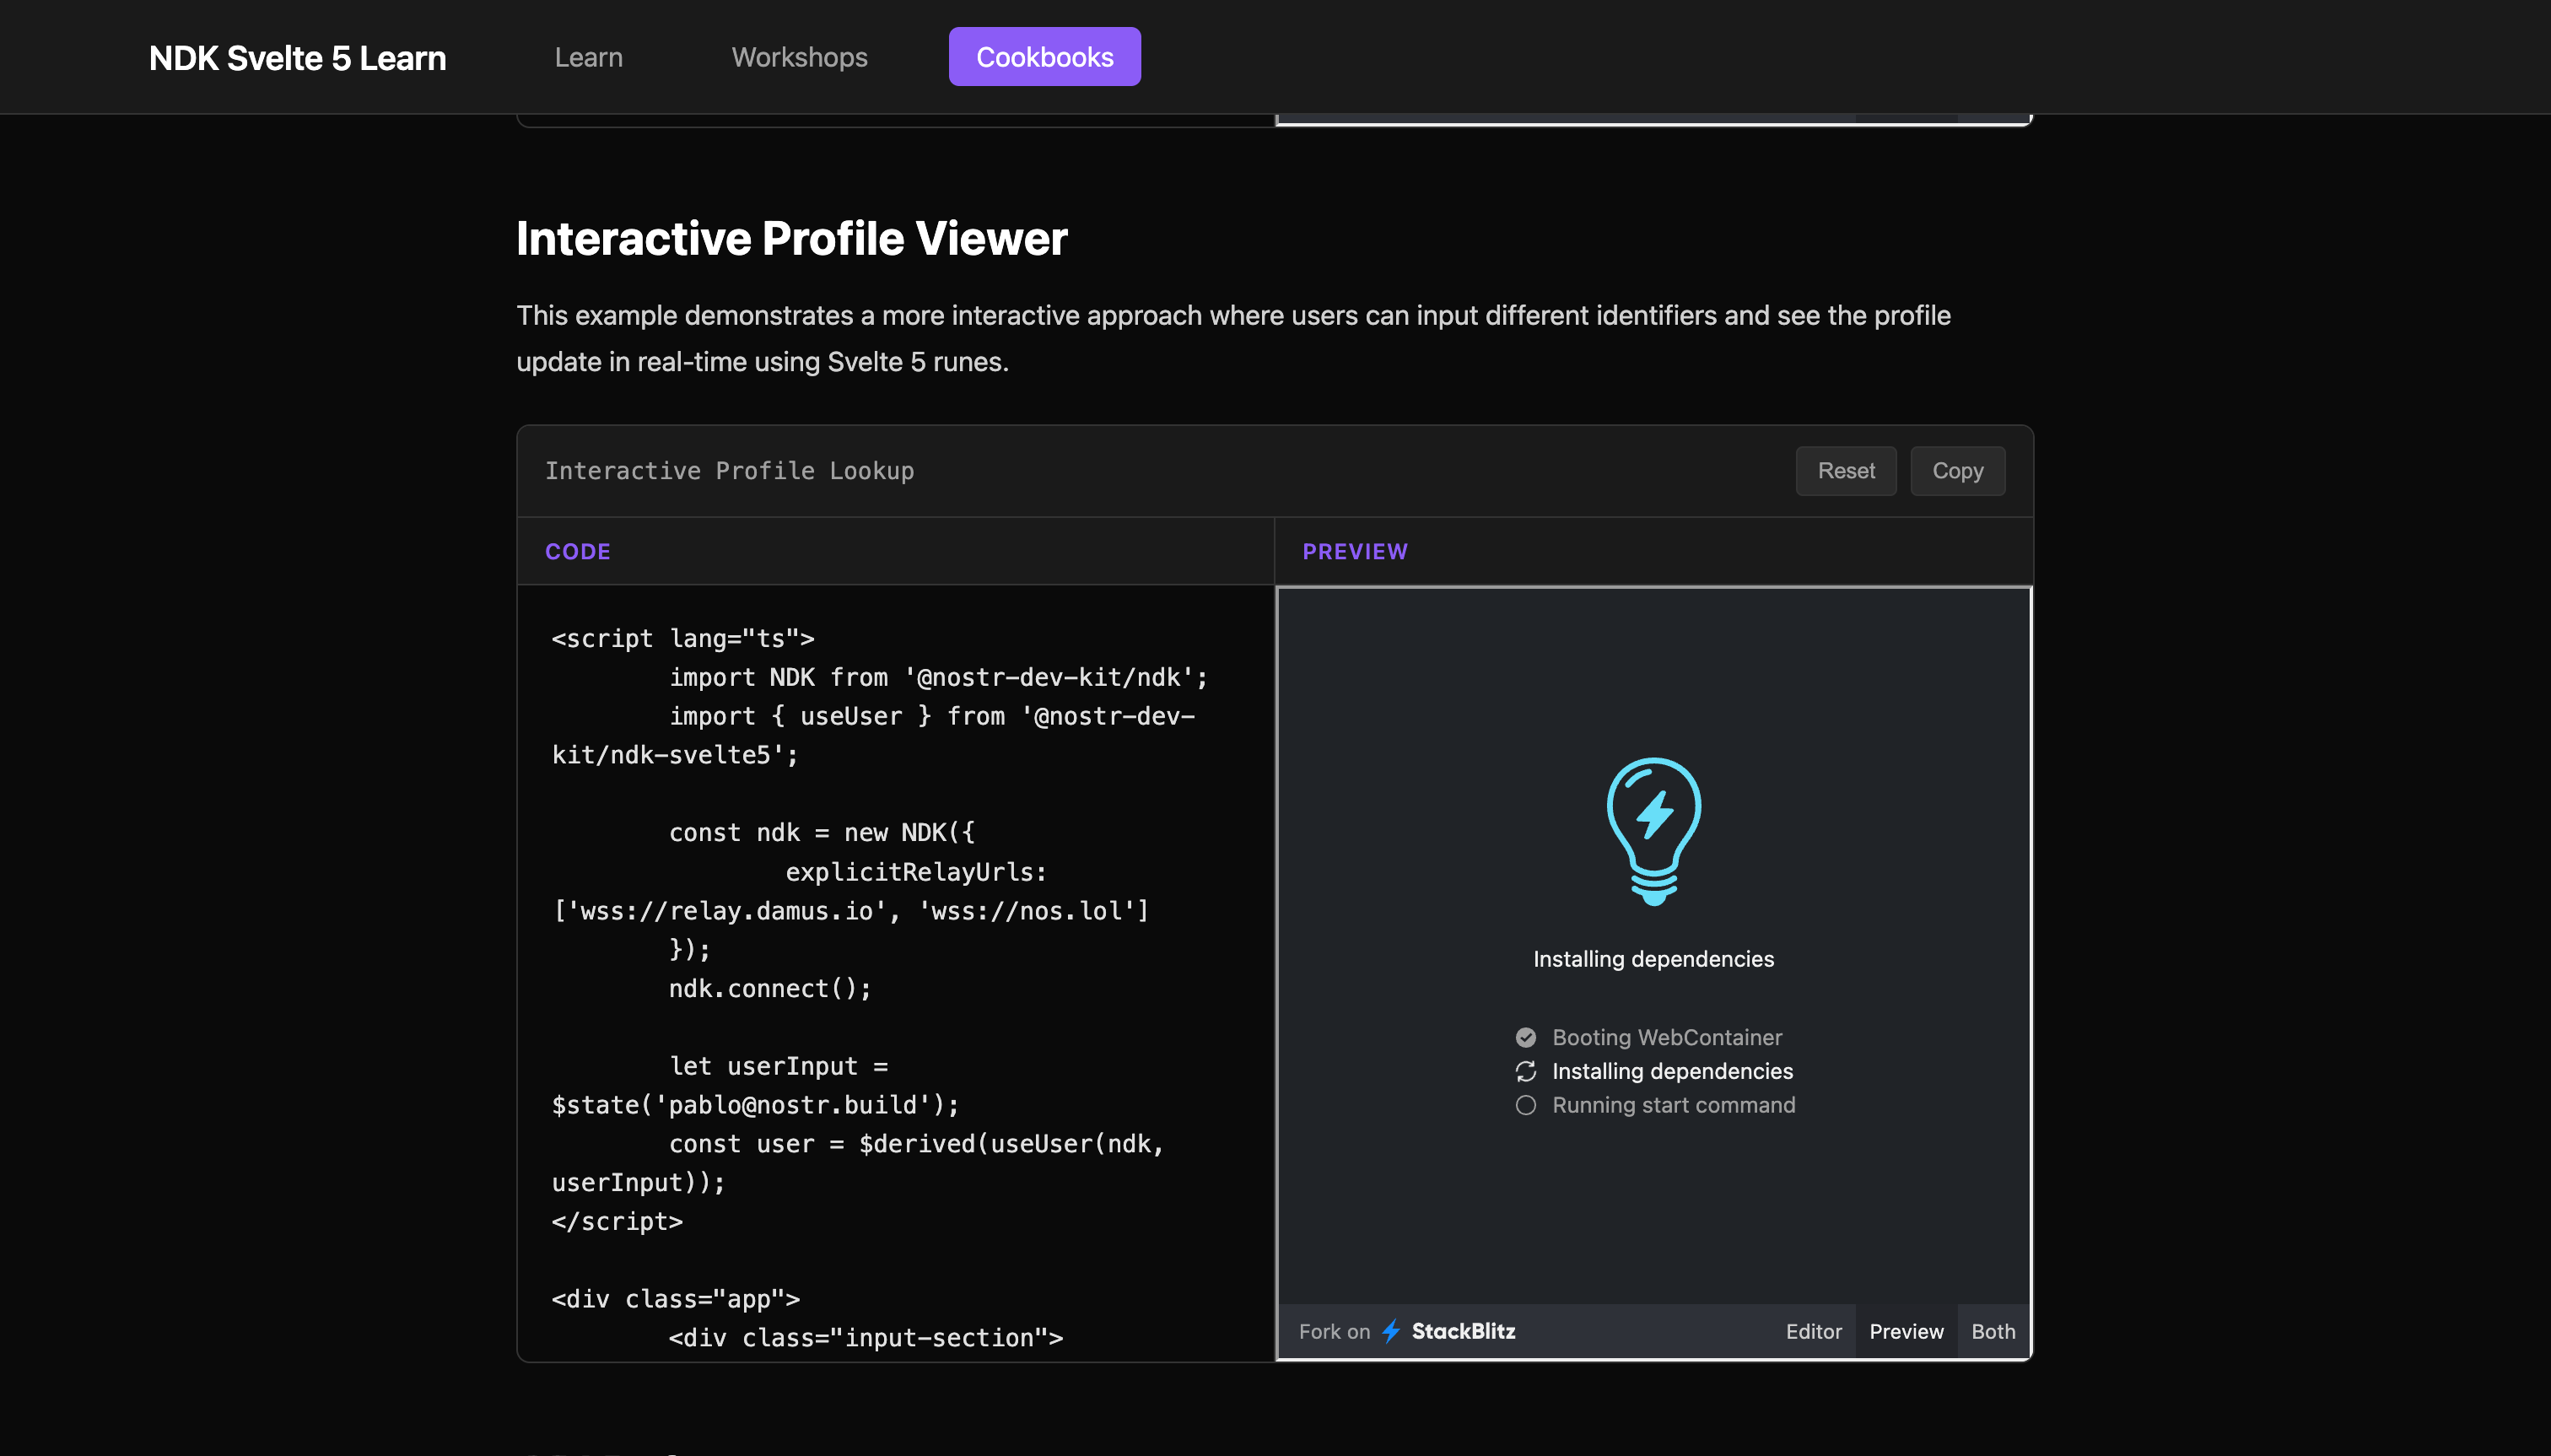 NDK Svelte 5 Learn
Learn
Workshops
Cookbooks
Interactive Profile Viewer
This example demonstrates a more interactive approach where users can input different identifiers and see the profile
update in real-time using Svelte 5 runes.
Interactive Profile Lookup
Reset
Copy
CODE
PREVIEW
<script lang="ts">
import NDK from '@nostr-dev-kit/ndk';
import { useUser } from '@nostr-dev-
kit/ndk-svelte5';
const ndk = new NDK({
explicitRelayUrls:
['wss://relay.damus.io', 'wss://nos.lol']
});
ndk.connect();
let userInput =
$state('pablo@nostr.build');
const user = $derived(useUser(ndk,
userInput));
</script>
<div class="app">
<div class="input-section">
Installing dependencies
Booting WebContainer
Installing dependencies
Running start command
Fork on StackBlitz
Editor
Preview
Both